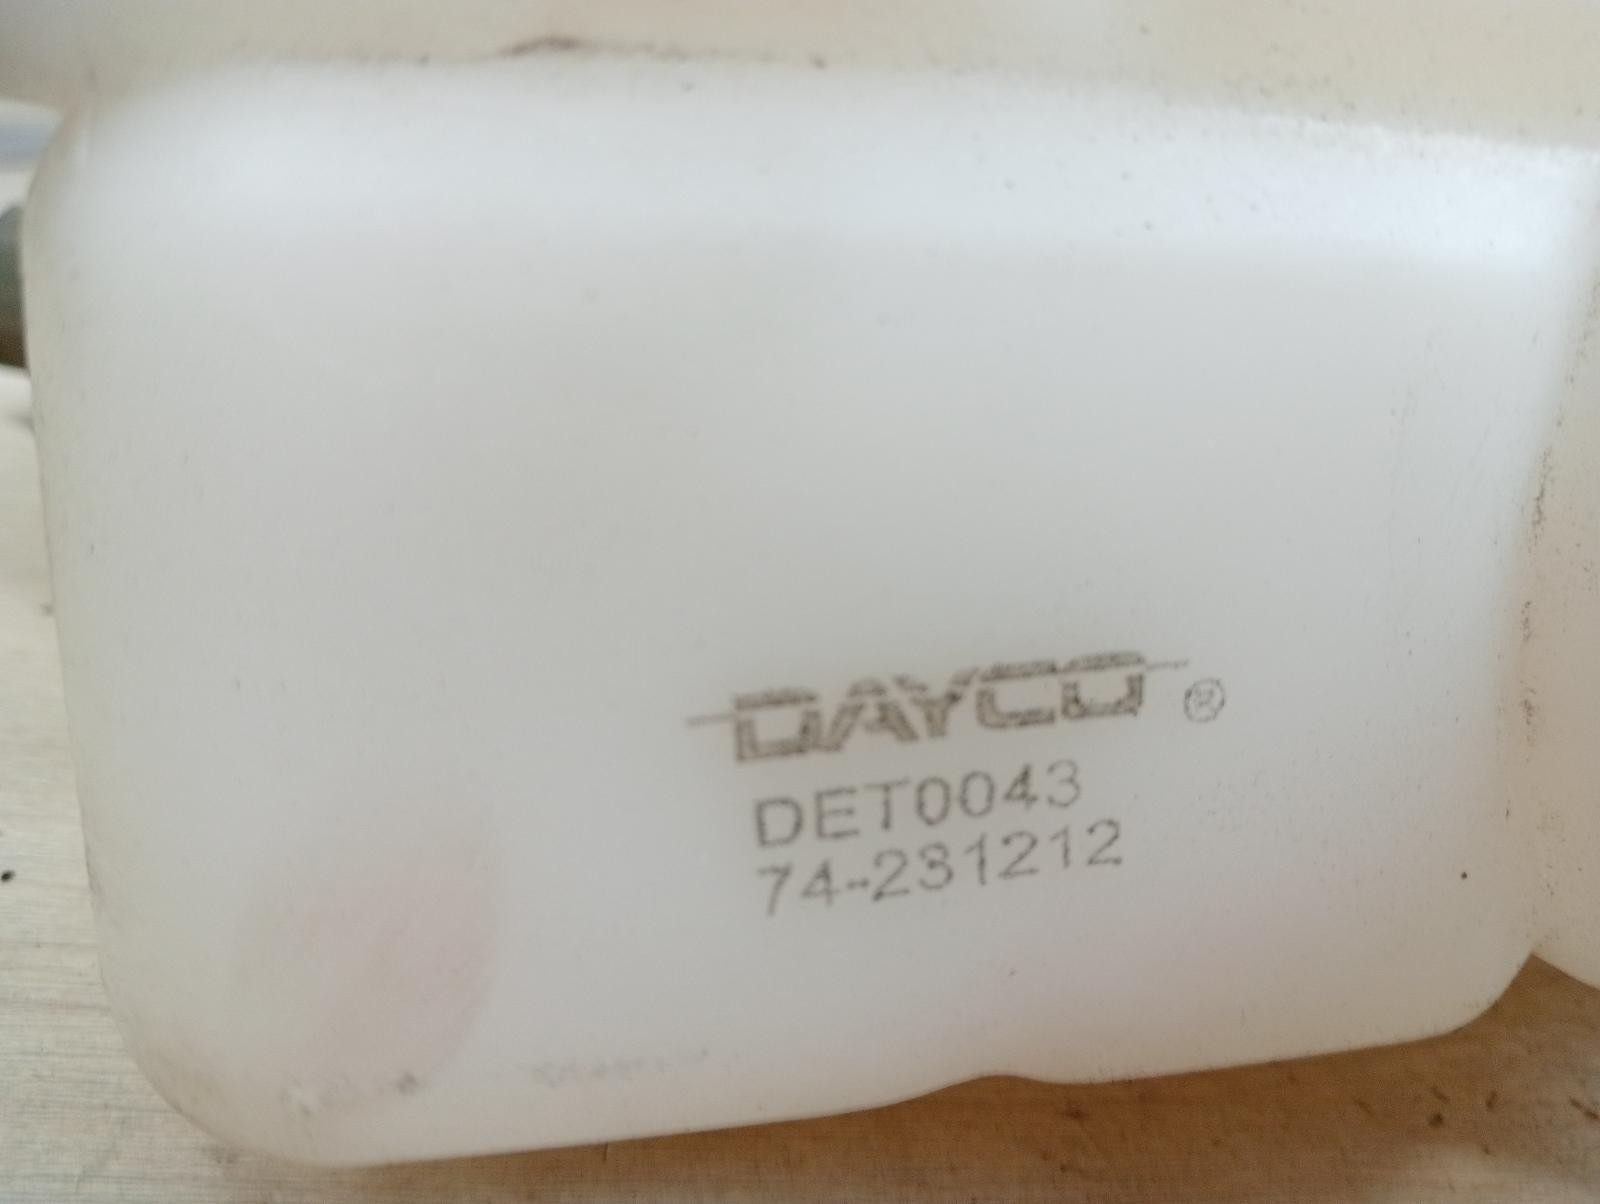 DAYCO ®
DET0043
74-231212